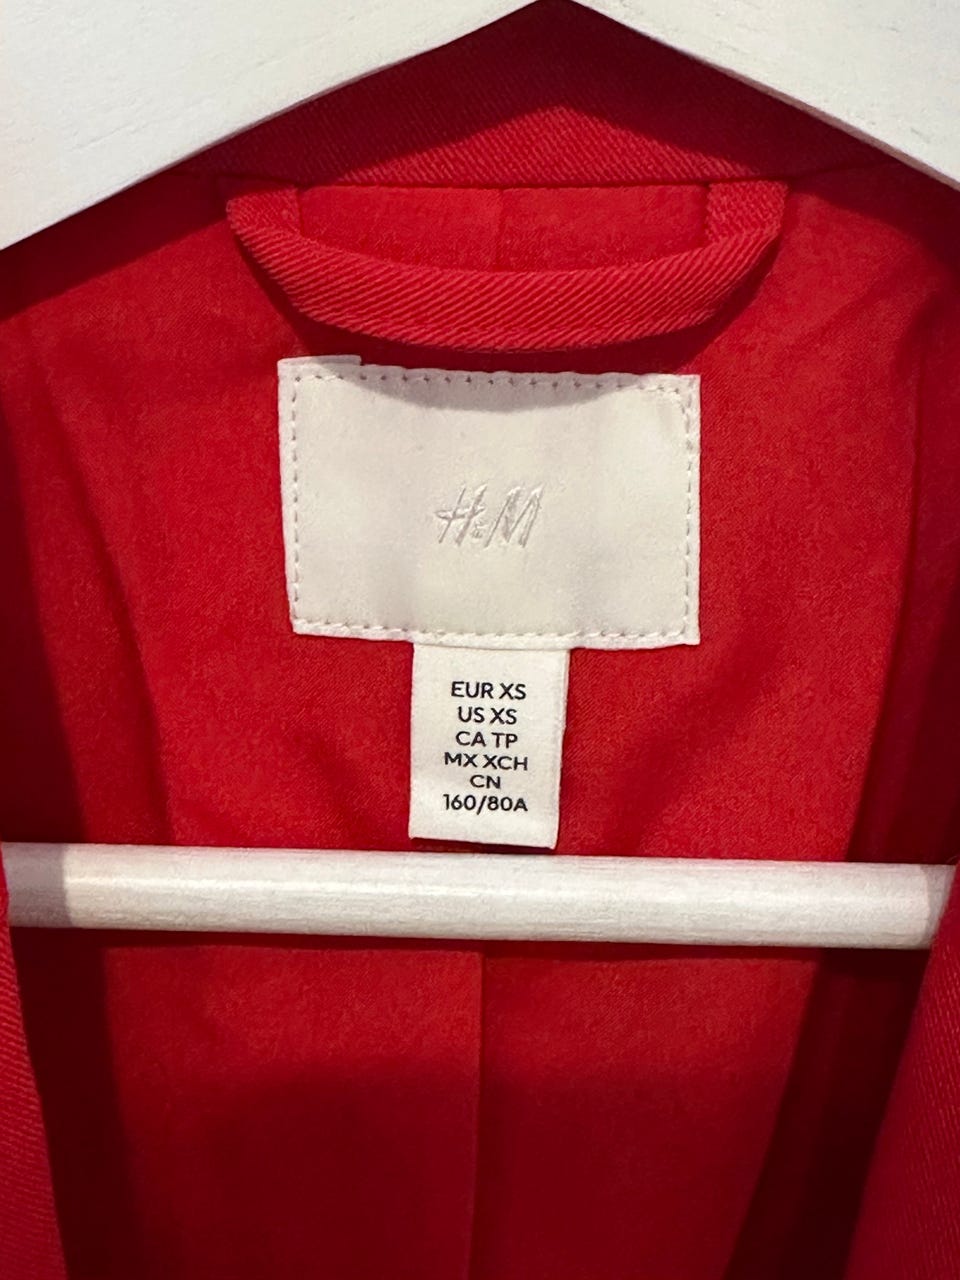 H&M
EUR XS
US XS
CA TP
MX XCH
CN
160/80A